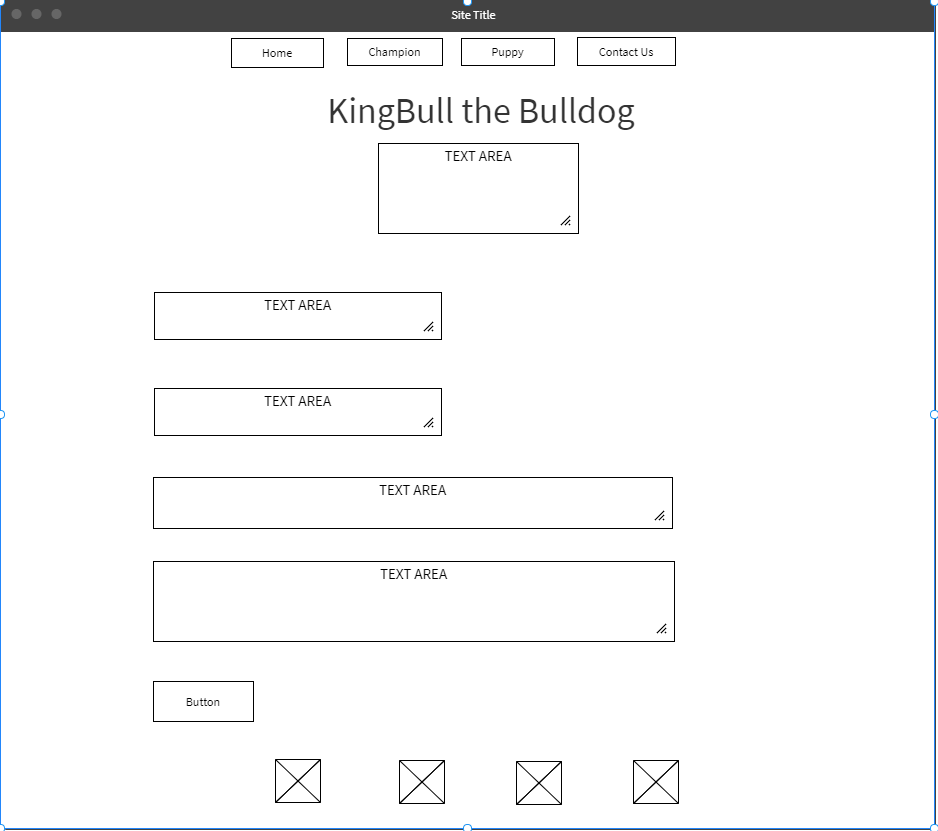 Site Title
Home Champion Puppy Contact Us
KingBull the Bulldog
TEXT AREA
TEXT AREA
TEXT AREA
TEXT AREA
TEXT AREA
Button